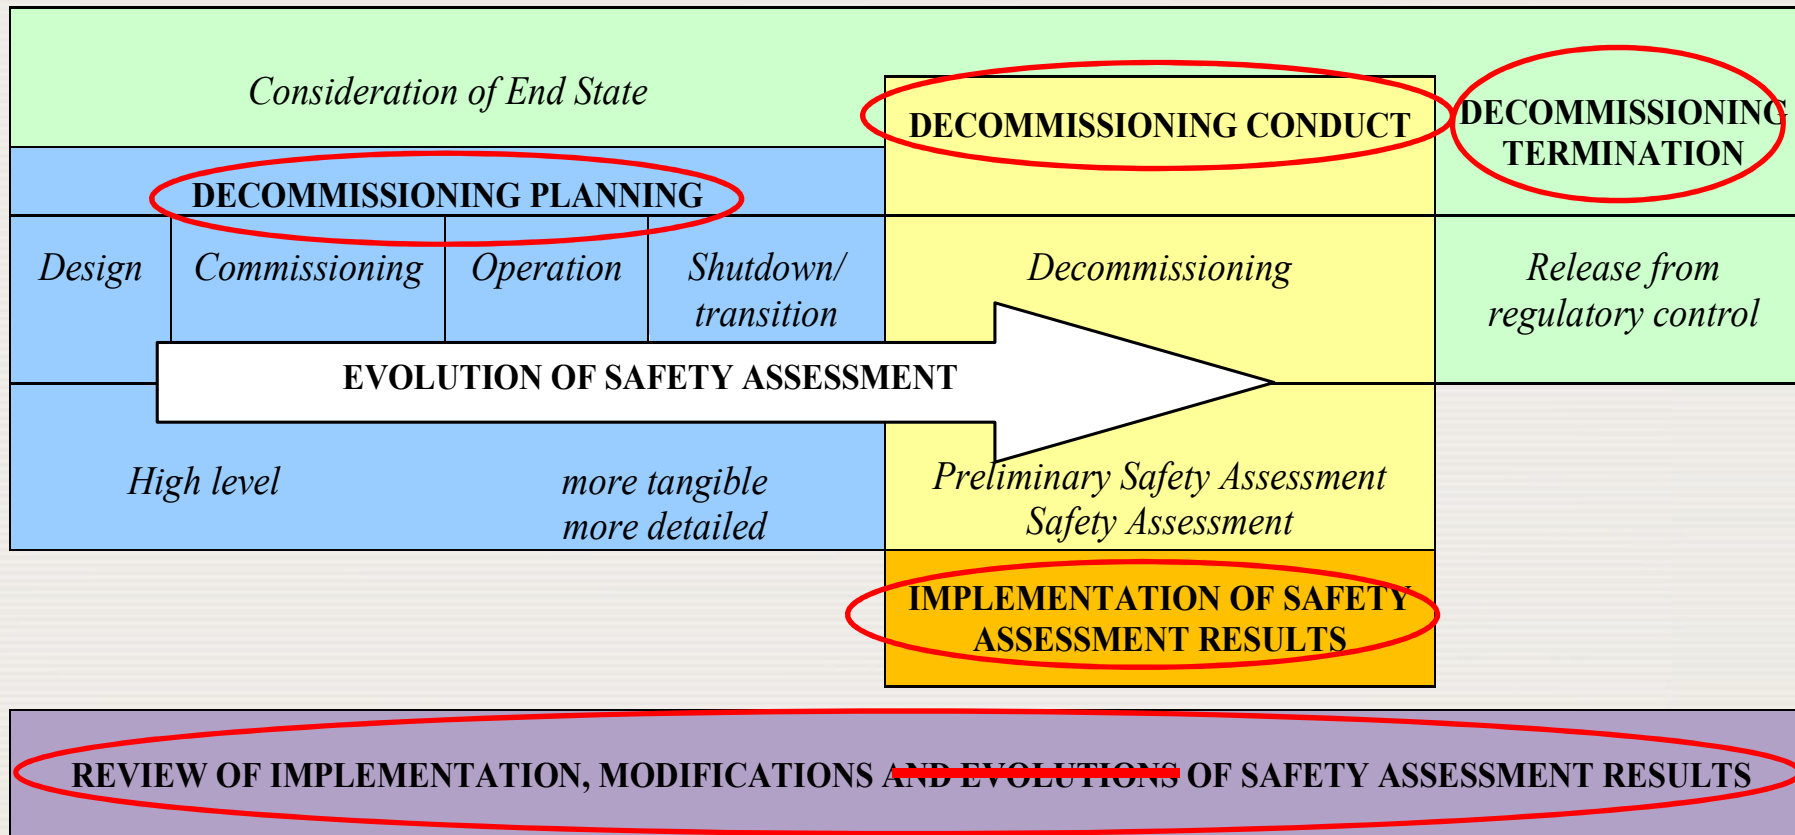 Consideration of End State
DECOMMISSIONING CONDUCT
DECOMMISSIONING
TERMINATION
DECOMMISSIONING PLANNING
Design
Commissioning
Operation
Shutdown/
transition
Decommissioning
Release from
regulatory control
EVOLUTION OF SAFETY ASSESSMENT
High level
more tangible
more detailed
Preliminary Safety Assessment
Safety Assessment
IMPLEMENTATION OF SAFETY
ASSESSMENT RESULTS
REVIEW OF IMPLEMENTATION, MODIFICATIONS AND EVOLUTIONS OF SAFETY ASSESSMENT RESULTS